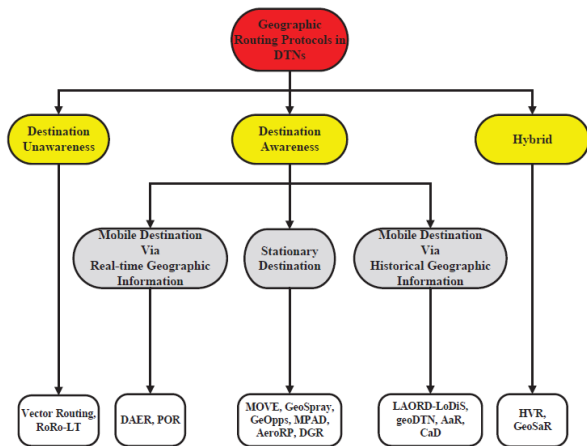 Geographic
Routing Protocols in
DTNs
Destination
Unawareness
Destination
Awareness
Hybrid
Mobile Destination
Via
Real-time Geographic
Information
Stationary
Destination
Mobile Destination
Via
Historical Geographic
Information
Vector Routing,
RoRo-LT
DAER, POR
MOVE, GeoSpray,
GeOpps, MPAD,
AeroRP, DGR
LAORD-LoDiS,
geoDTN, AaR,
CaD
HVR,
GeoSaR